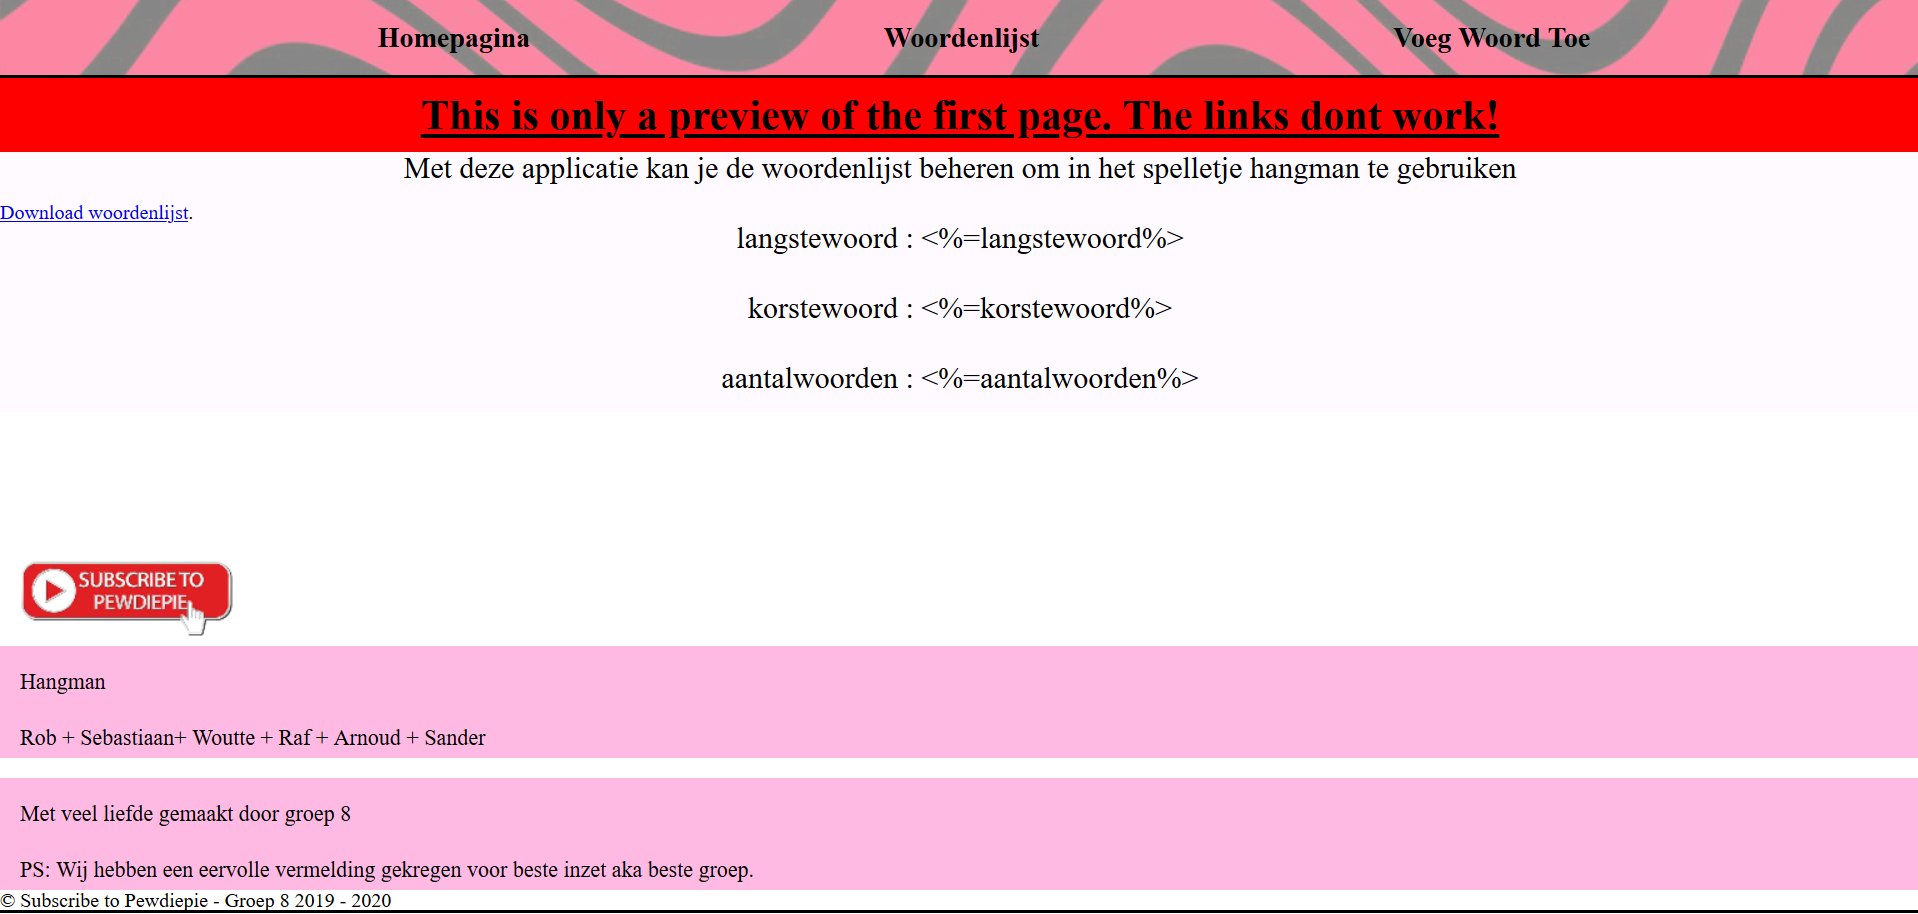 Homepagina Woordenlijst Voeg Woord Toe
This is only a preview of the first page. The links dont work!
Met deze applicatie kan je de woordenlijst beheren om in het spelletje hangman te gebruiken
Download woordenlijst.
langstewoord : <%=langstewoord%>
korstewoord : <%=korstewoord%>
aantalwoorden : <%=aantalwoorden%>
SUBSCRIBE TO
PEWDIEPIE
Hangman
Rob + Sebastiaan+ Woutte + Raf + Arnoud + Sander
Met veel liefde gemaakt door groep 8
PS: Wij hebben een eervolle vermelding gekregen voor beste inzet aka beste groep.
© Subscribe to Pewdiepie - Groep 8 2019 - 2020